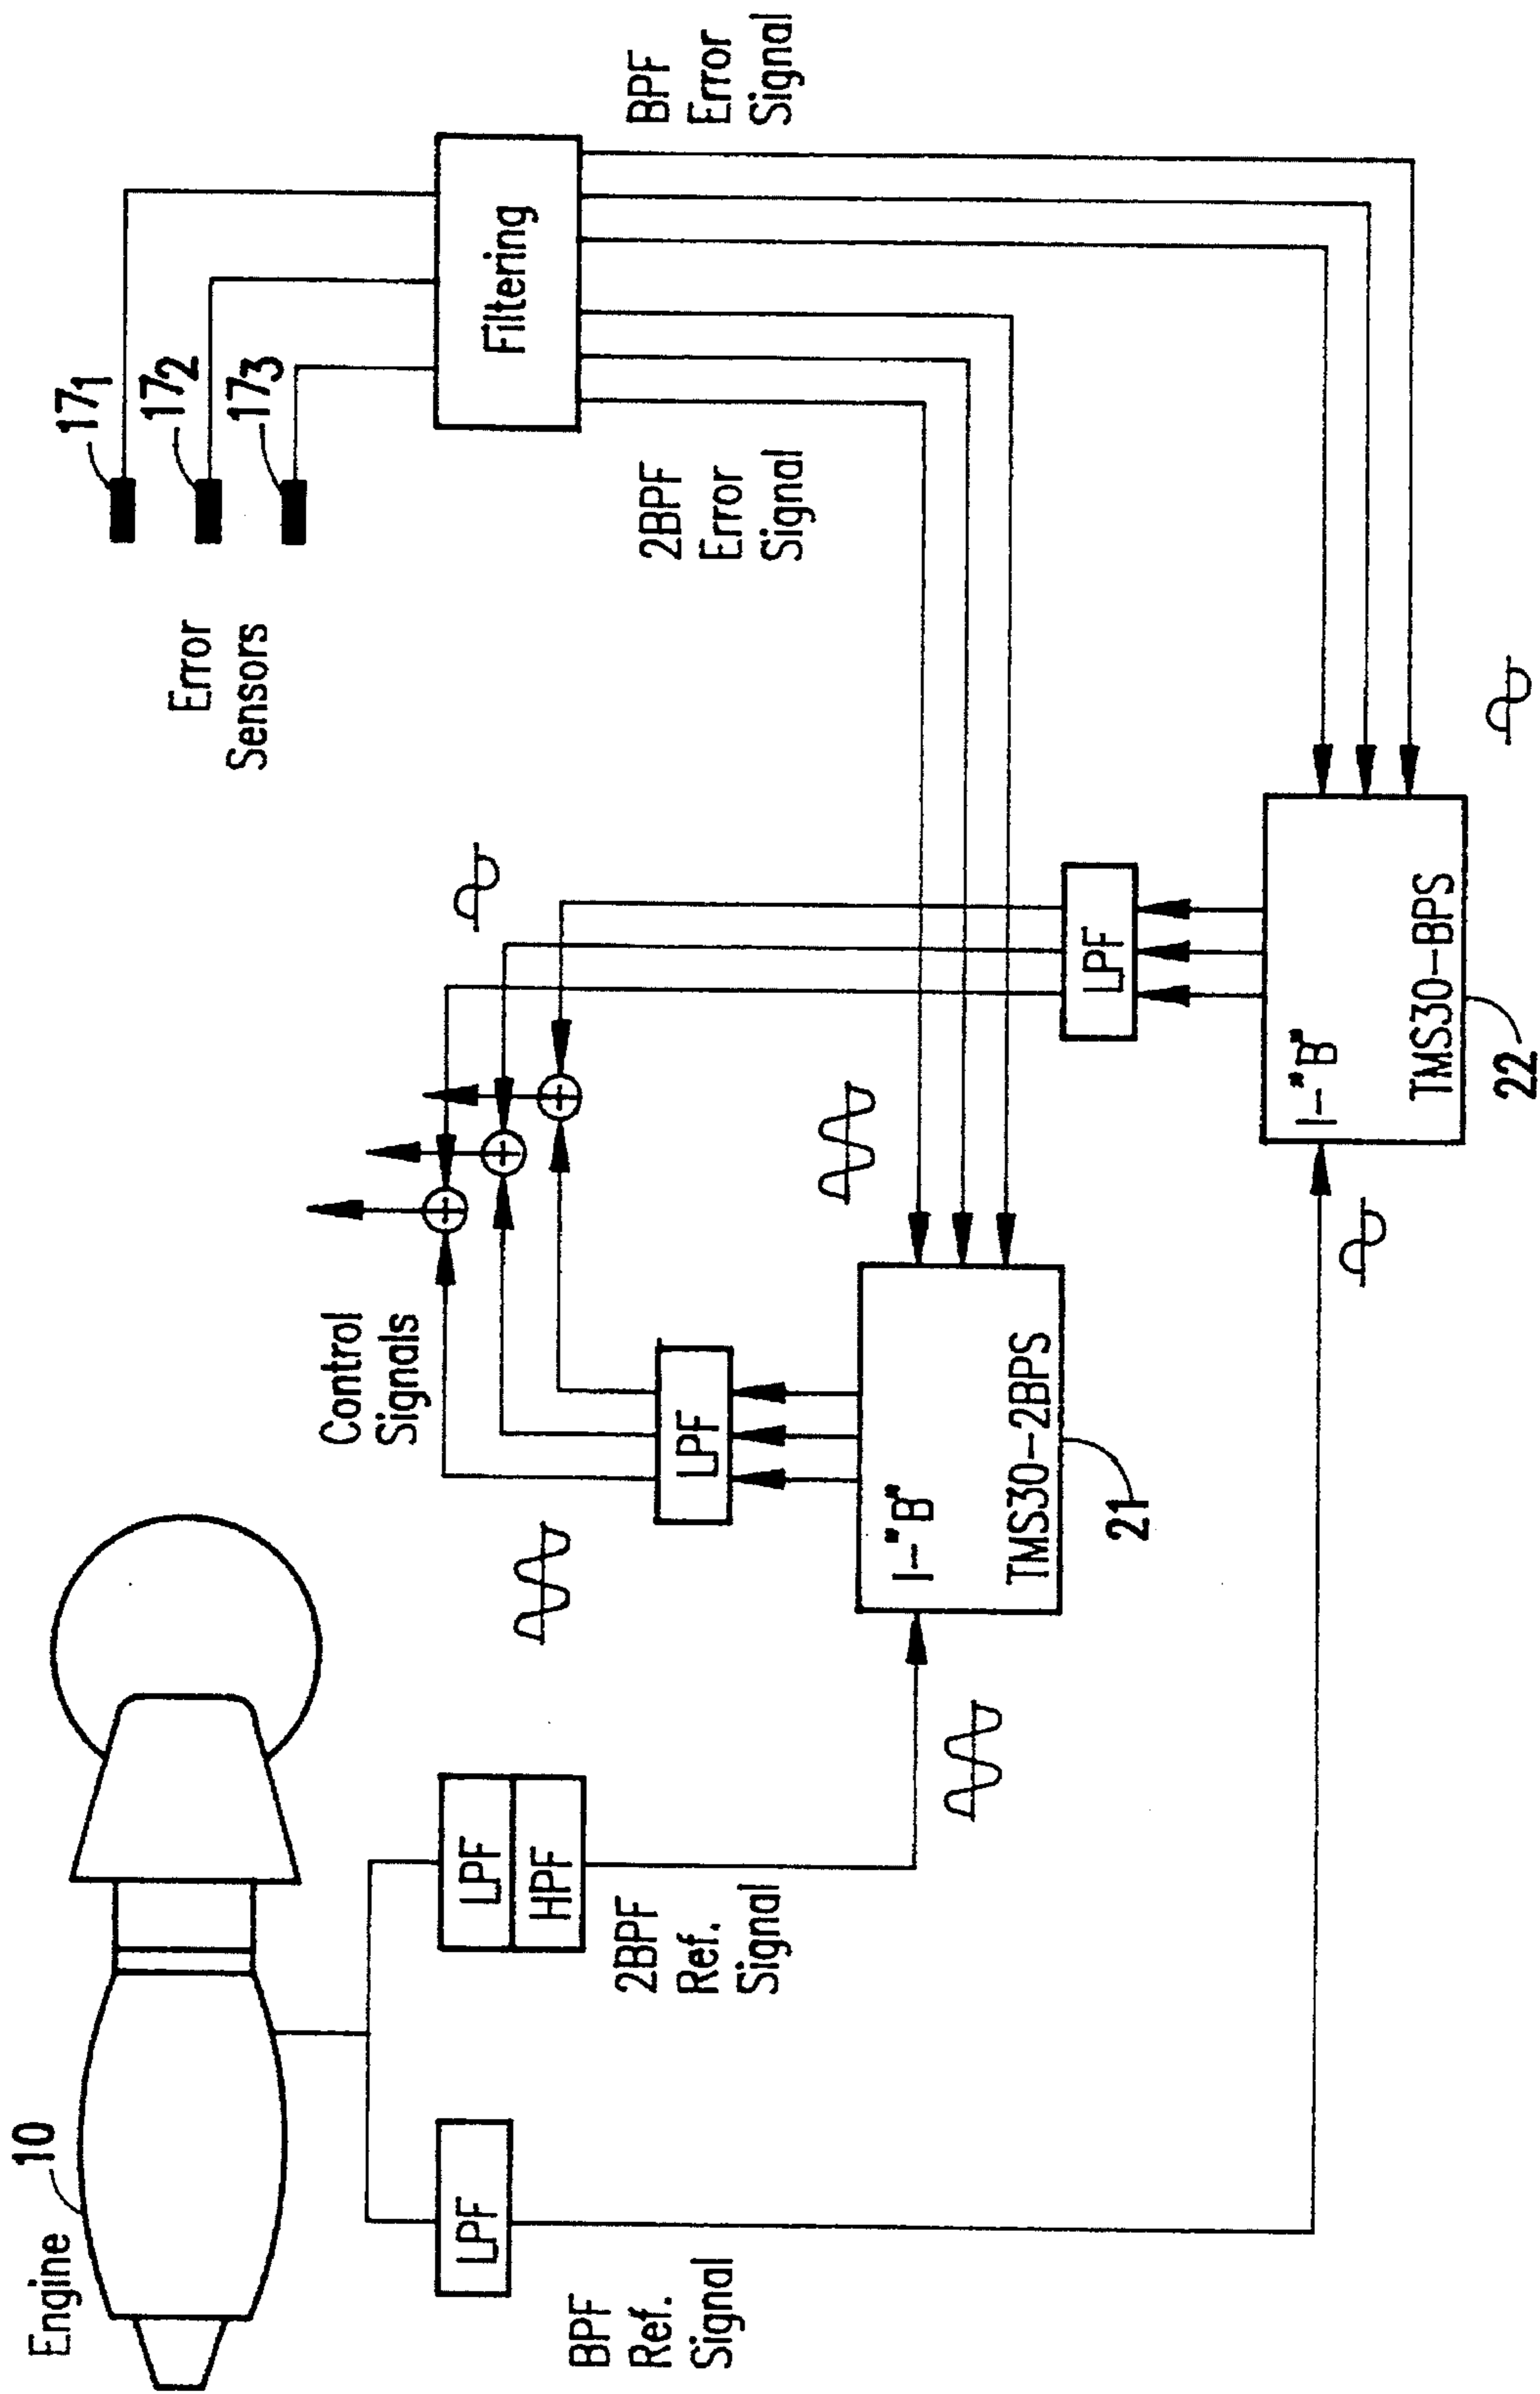 Engine
10
Error
Sensors
17₁
17₂
17₃
Control
Signals
LPF
LPF
HPF
LPF
Filtering
BPF
Ref.
Signal
2BPF
Ref.
Signal
2BPF
Error
Signal
BPF
Error
Signal
I-"B"
TMS30-2BPS
21
LPF
I-"B"
TMS30-BPS
22